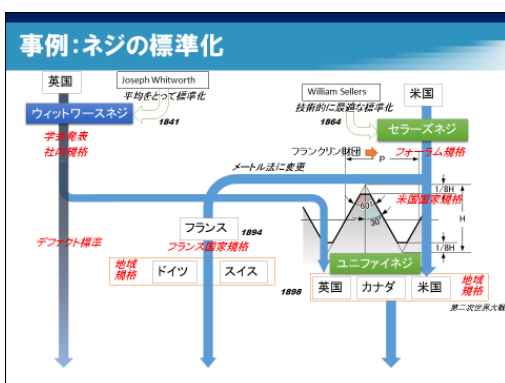 事例：ネジの標準化
英国
Joseph Whitworth
平均をとって標準化
1841
ウィットワースネジ
学会発表
社内規格
William Sellers
技術的に最適な標準化
1864
米国
セラーズネジ
フランクリン財団
フォーラム規格
P
メートル法に変更
1/8H
60°
米国国家規格
H
30°
フランス
1894
フランス国家規格
デファクト標準
1/8H
ユニファイネジ
地域
規格
ドイツ
スイス
1898
英国
カナダ
米国
地域
規格
第二次世界大戦